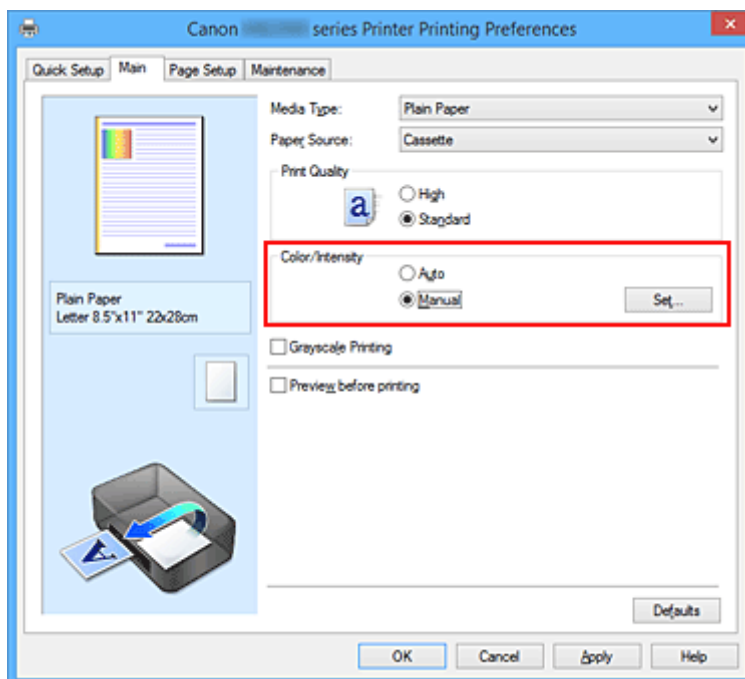 Canon series Printer Printing Preferences
Quick Setup Main Page Setup Maintenance
Media Type: Plain Paper
Paper Source: Cassette
Print Quality
a
High
Standard
Color/Intensity
Auto
Manual Set...
Plain Paper
Letter 8.5"x11" 22x28cm
Grayscale Printing
Preview before printing
A
Defaults
OK Cancel Apply Help